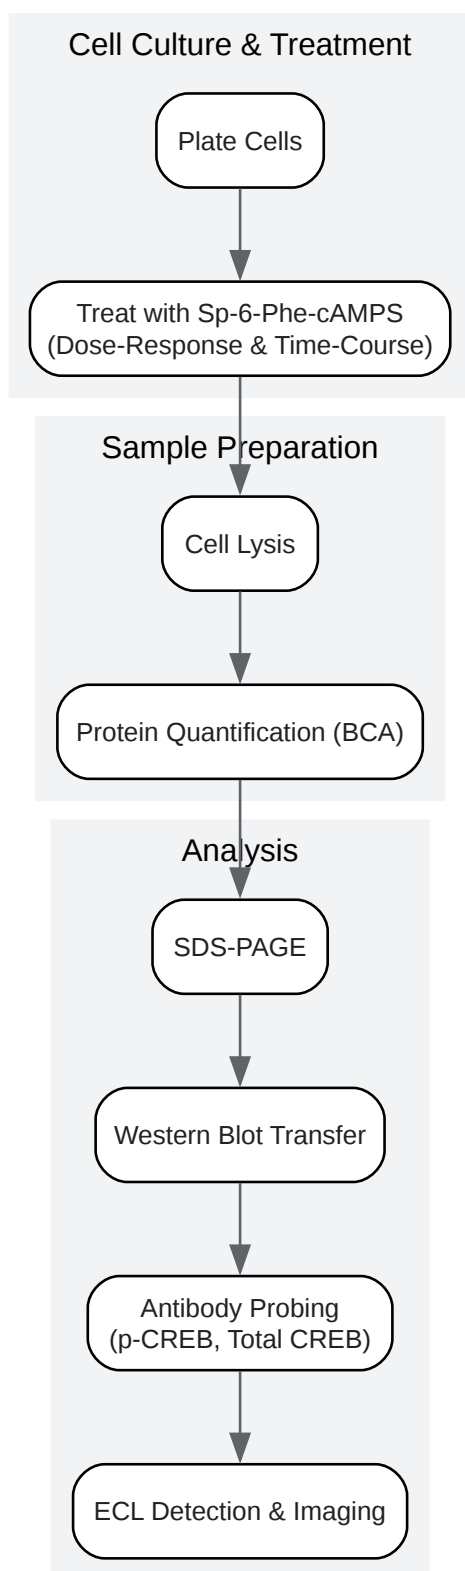 Cell Culture & Treatment
Plate Cells
Treat with Sp-6-Phe-cAMPS
(Dose-Response & Time-Course)
Sample Preparation
Cell Lysis
Protein Quantification (BCA)
Analysis
SDS-PAGE
Western Blot Transfer
Antibody Probing
(p-CREB, Total CREB)
ECL Detection & Imaging